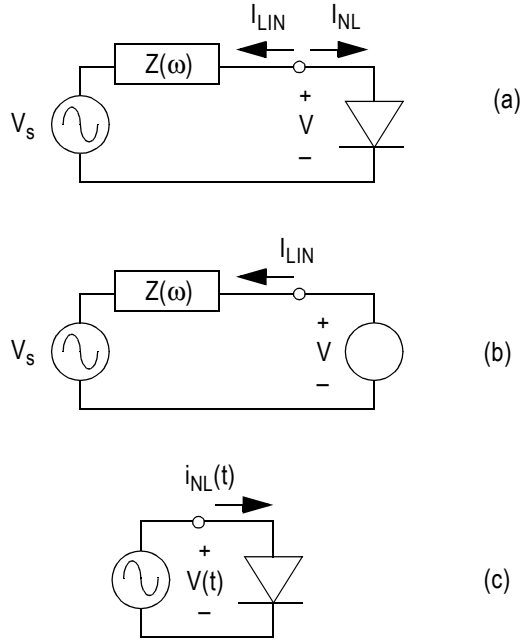 I_LIN I_NL
Z(ω)
V_s
+
V
–
(a)
I_LIN
Z(ω)
V_s
+
V
–
(b)
i_NL(t)
+
V(t)
–
(c)